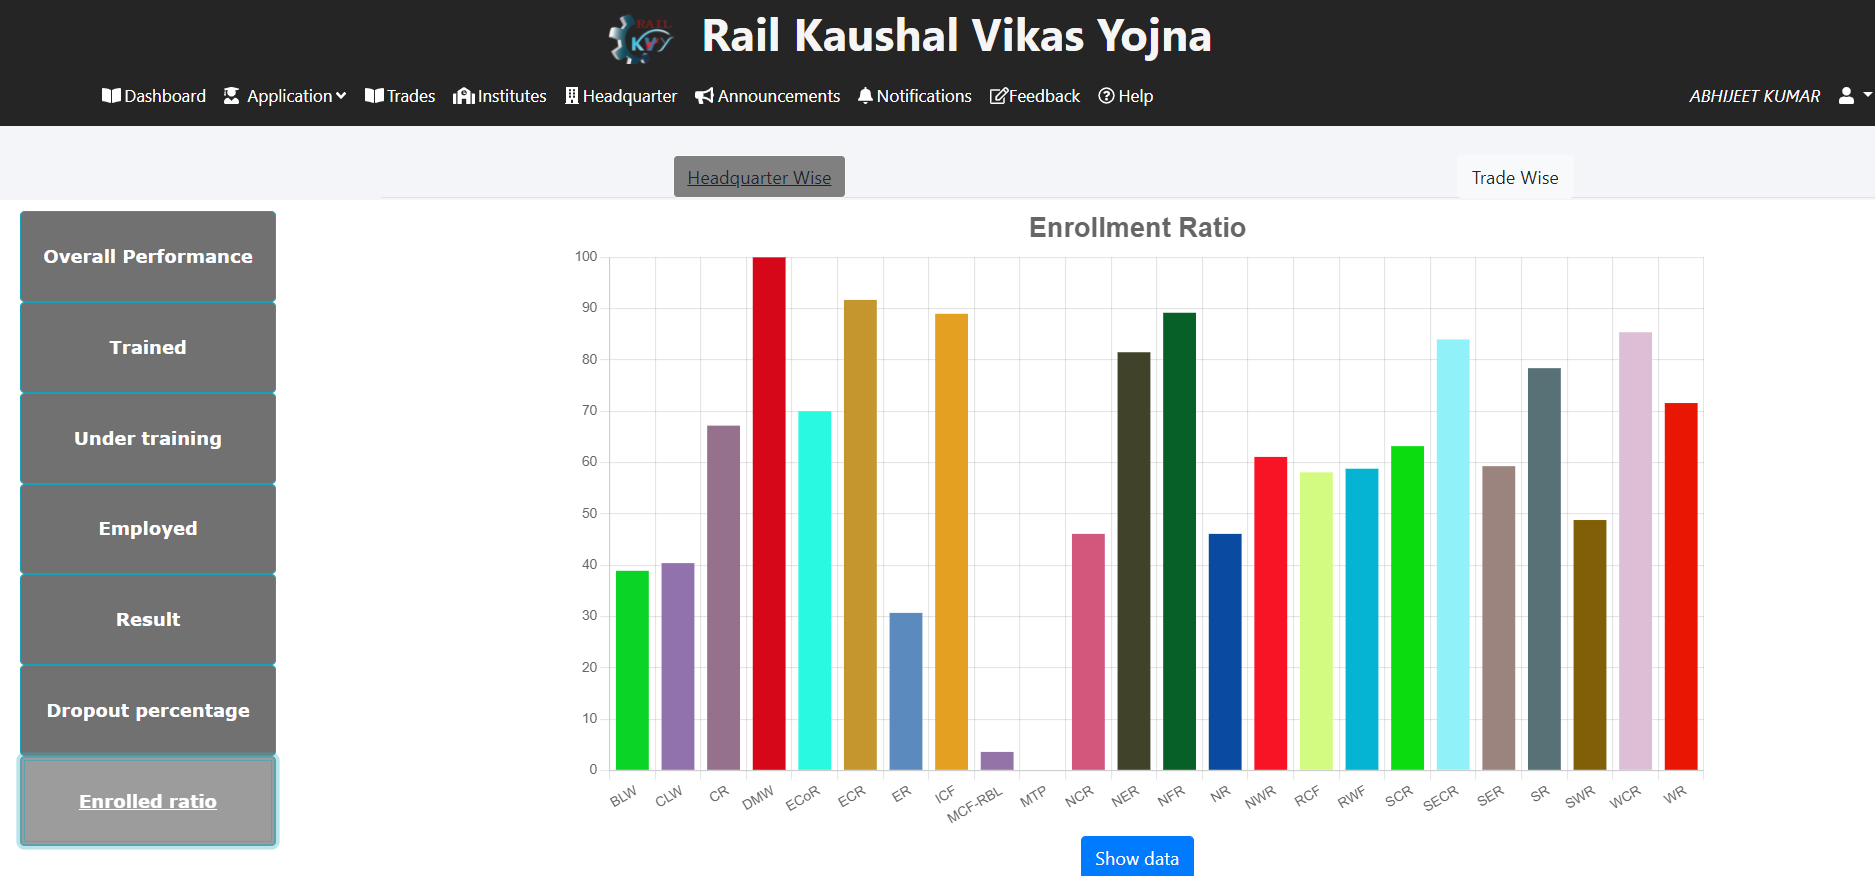 RAIL
KVY
Rail Kaushal Vikas Yojna
Dashboard Application Trades Institutes Headquarter Announcements Notifications Feedback Help ABHIJEET KUMAR
Headquarter Wise Trade Wise
Overall Performance
Trained
Under training
Employed
Result
Dropout percentage
Enrolled ratio
Enrollment Ratio
100
90
80
70
60
50
40
30
20
10
0
BLW CLW CR DMW ECoR ECR ER ICF MCF-RBL MTP NCR NER NFR NR NWR RCF RWF SCR SECR SER SR SWR WCR WR
Show data